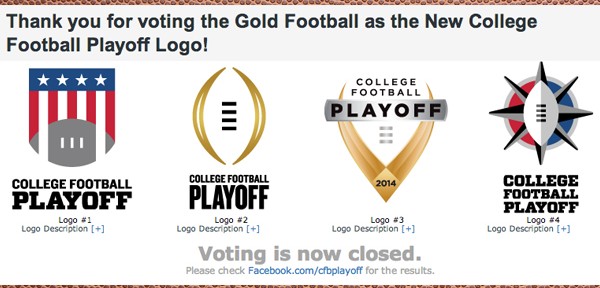 Thank you for voting the Gold Football as the New College
Football Playoff Logo!
COLLEGE FOOTBALL
PLAYOFF
Logo #1
Logo Description [+]
COLLEGE FOOTBALL
PLAYOFF
Logo #2
Logo Description [+]
COLLEGE
FOOTBALL
PLAYOFF
2014
Logo #3
Logo Description [+]
COLLEGE
FOOTBALL
PLAYOFF
Logo #4
Logo Description [+]
Voting is now closed.
Please check Facebook.com/cfbplayoff for the results.